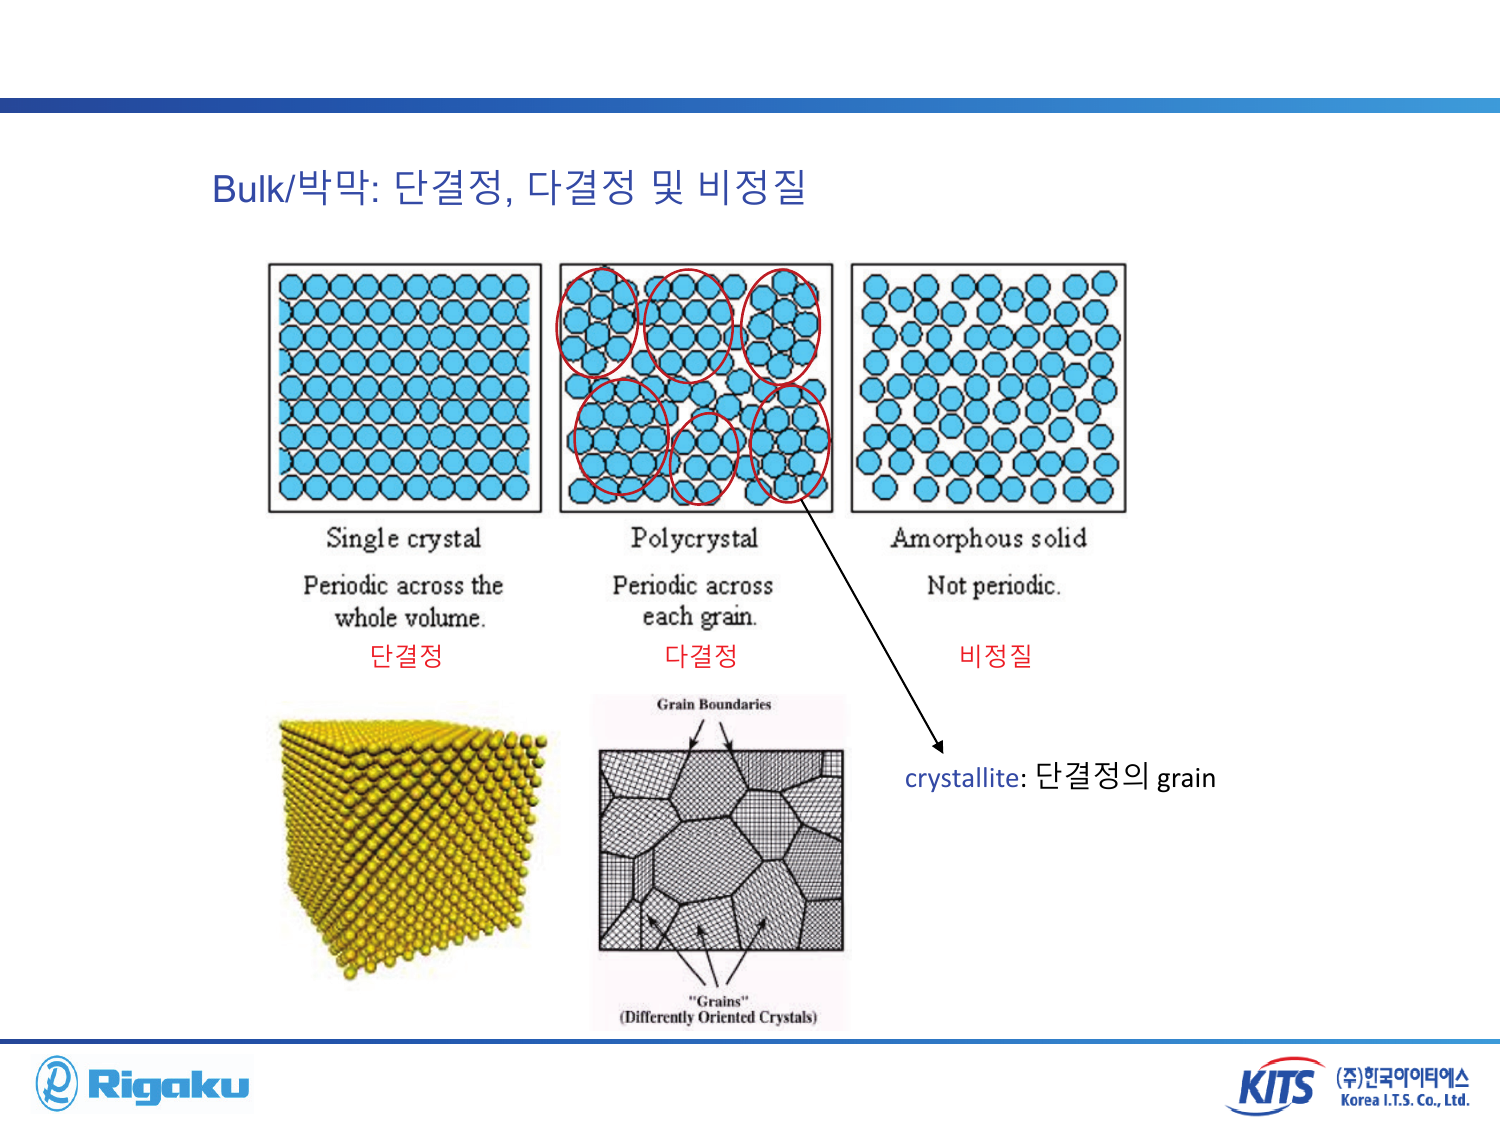 Bulk/박막: 단결정, 다결정 및 비정질
Single crystal
Periodic across the
whole volume.
단결정
Polycrystal
Periodic across
each grain.
다결정
Amorphous solid
Not periodic.
비정질
Grain Boundaries
crystallite: 단결정의 grain
"Grains"
(Differently Oriented Crystals)
Rigaku
KITS
(주)한국아이티에스
Korea I.T.S. Co., Ltd.